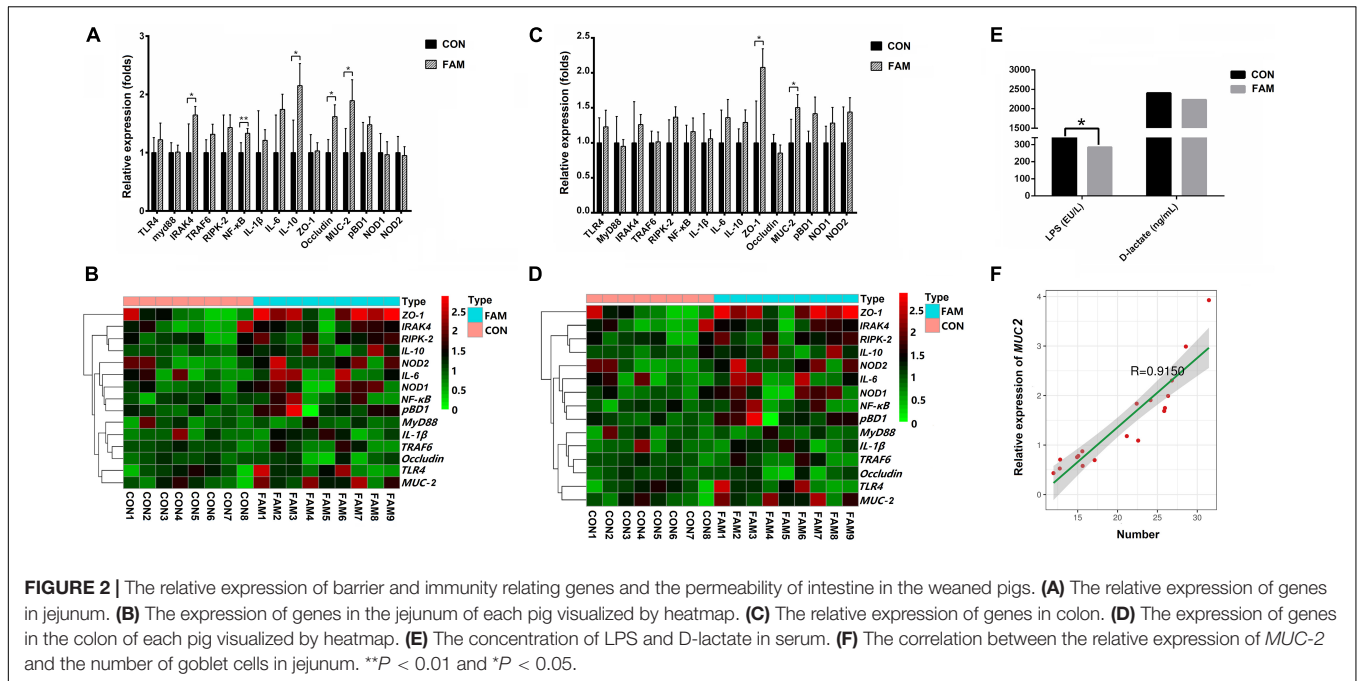 A
Relative expression (folds)
3
2
1
0
CON
FAM
*
**
*
*
*
TLR4
myd88
IRAK4
TRAF6
RIPK-2
NF-κB
IL-1β
IL-6
IL-10
ZO-1
Occludin
MUC-2
pBD1
NOD1
NOD2
C
Relative expression (folds)
2.5
2.0
1.5
1.0
0.5
0.0
CON
FAM
*
*
TLR4
MyD88
IRAK4
TRAF6
RIPK-2
NF-κB
IL-1β
IL-6
IL-10
ZO-1
Occludin
MUC-2
pBD1
NOD1
NOD2
E
3000
2500
2000
1500
300
200
100
0
CON
FAM
*
LPS (EU/L)
D-lactate (ng/mL)
B
Type
ZO-1
IRAK4
RIPK-2
IL-10
NOD2
IL-6
NOD1
NF-κB
pBD1
MyD88
IL-1β
TRAF6
Occludin
TLR4
MUC-2
CON1
CON2
CON3
CON4
CON5
CON6
CON7
CON8
FAM1
FAM2
FAM3
FAM4
FAM5
FAM6
FAM7
FAM8
FAM9
2.5
2
1.5
1
0.5
0
Type
FAM
CON
D
Type
ZO-1
IRAK4
RIPK-2
IL-10
NOD2
IL-6
NOD1
NF-κB
pBD1
MyD88
IL-1β
TRAF6
Occludin
TLR4
MUC-2
CON1
CON2
CON3
CON4
CON5
CON6
CON7
CON8
FAM1
FAM2
FAM3
FAM4
FAM5
FAM6
FAM7
FAM8
FAM9
2.5
2
1.5
1
0.5
0
Type
FAM
CON
F
Relative expression of MUC2
4
3
2
1
0
R=0.9150
15
20
25
30
Number
FIGURE 2 | The relative expression of barrier and immunity relating genes and the permeability of intestine in the weaned pigs. (A) The relative expression of genes
in jejunum. (B) The expression of genes in the jejunum of each pig visualized by heatmap. (C) The relative expression of genes in colon. (D) The expression of genes
in the colon of each pig visualized by heatmap. (E) The concentration of LPS and D-lactate in serum. (F) The correlation between the relative expression of MUC-2
and the number of goblet cells in jejunum. **P < 0.01 and *P < 0.05.